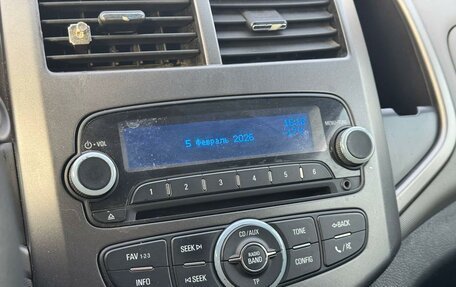 5 Февраль 2026
VOL
MENU-TUNE
1 2 3 4 5 6
CD/AUX
TONE
BACK
FAV 1-2-3
SEEK
RADIO BAND
INFO
SEEK
TP
CONFIG